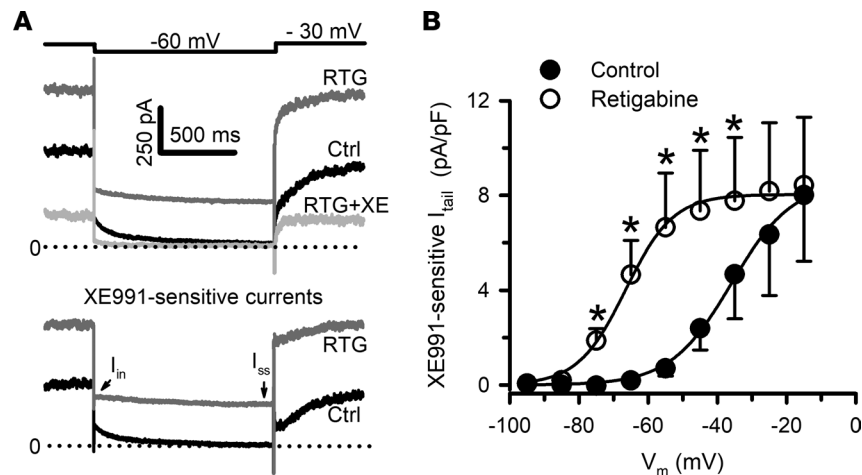 A
-60 mV
- 30 mV
RTG
250 pA
500 ms
Ctrl
RTG+XE
0
XE991-sensitive currents
RTG
I_in
I_ss
Ctrl
0
B
Control
Retigabine
XE991-sensitive I_tail (pA/pF)
12
8
4
0
* * * * * *
-100 -80 -60 -40 -20 0
V_m (mV)